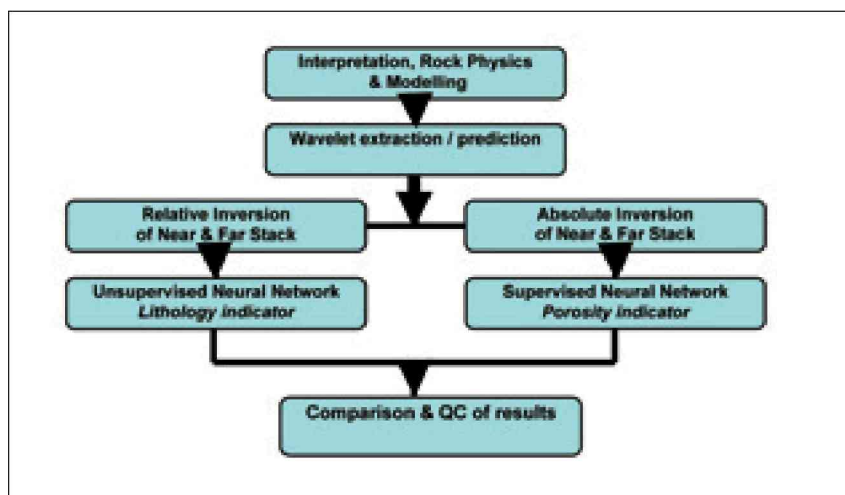 Interpretation, Rock Physics
& Modelling
Wavelet extraction / prediction
Relative Inversion
of Near & Far Stack
Absolute Inversion
of Near & Far Stack
Unsupervised Neural Network
Lithology indicator
Supervised Neural Network
Porosity indicator
Comparison & QC of results